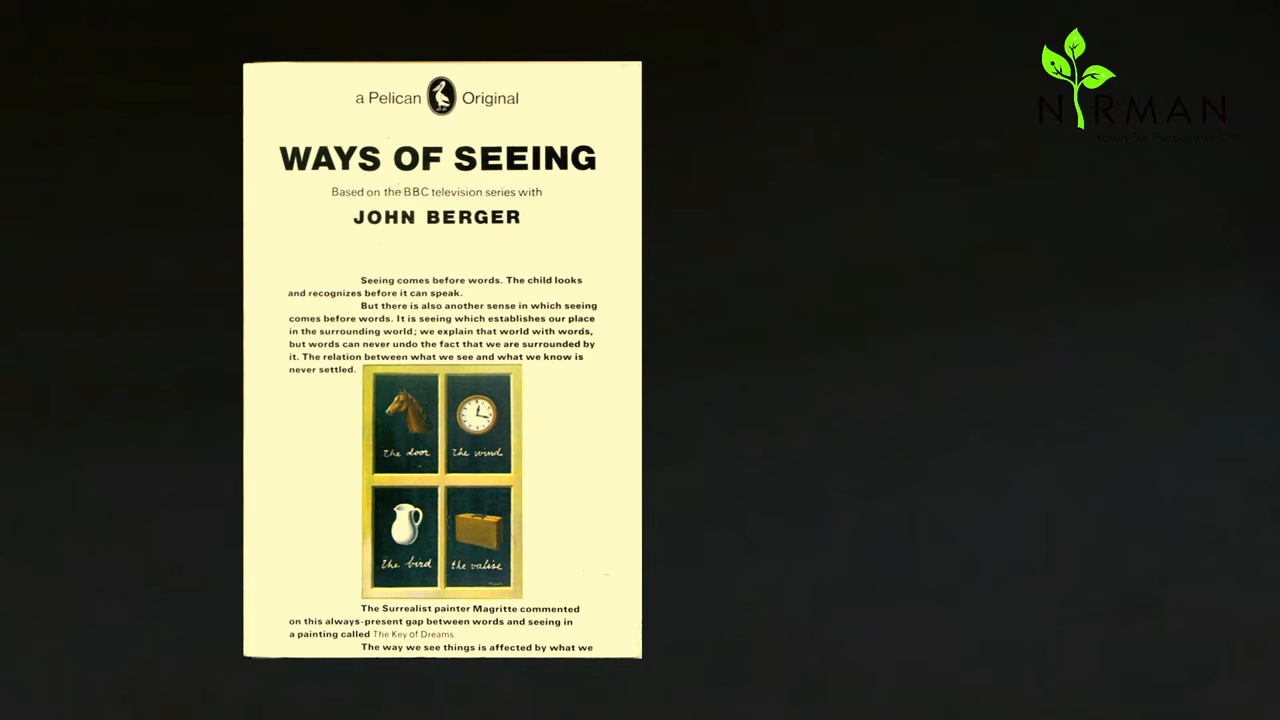 a Pelican Original
WAYS OF SEEING
Based on the BBC television series with
JOHN BERGER
Seeing comes before words. The child looks
and recognizes before it can speak.
But there is also another sense in which seeing
comes before words. It is seeing which establishes our place
in the surrounding world; we explain that world with words,
but words can never undo the fact that we are surrounded by
it. The relation between what we see and what we know is
never settled.
the door
the wind
the bird
the valise
The Surrealist painter Magritte commented
on this always-present gap between words and seeing in
a painting called The Key of Dreams.
The way we see things is affected by what we
NIRMAN
Youth For Purposeful Life